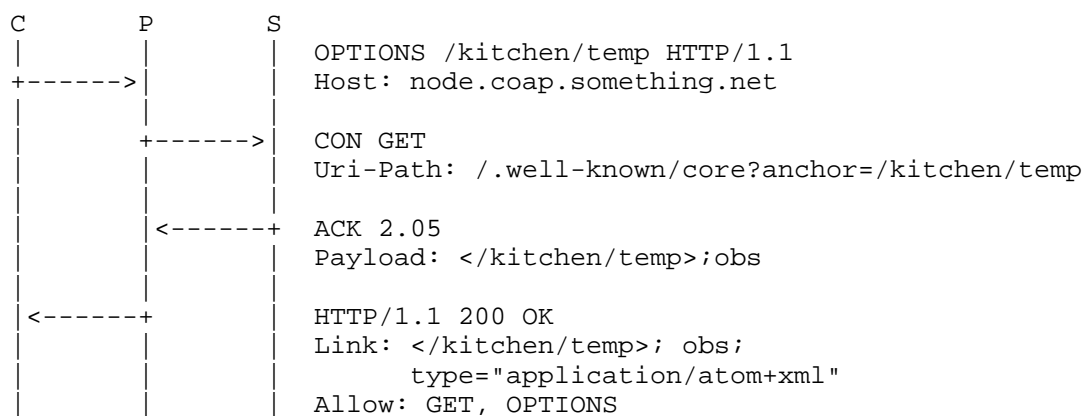 C P S
OPTIONS /kitchen/temp HTTP/1.1
+------>| Host: node.coap.something.net
+------>| CON GET
Uri-Path: /.well-known/core?anchor=/kitchen/temp
|<------+ ACK 2.05
Payload: </kitchen/temp>;obs
|<------+ HTTP/1.1 200 OK
Link: </kitchen/temp>; obs;
type="application/atom+xml"
Allow: GET, OPTIONS